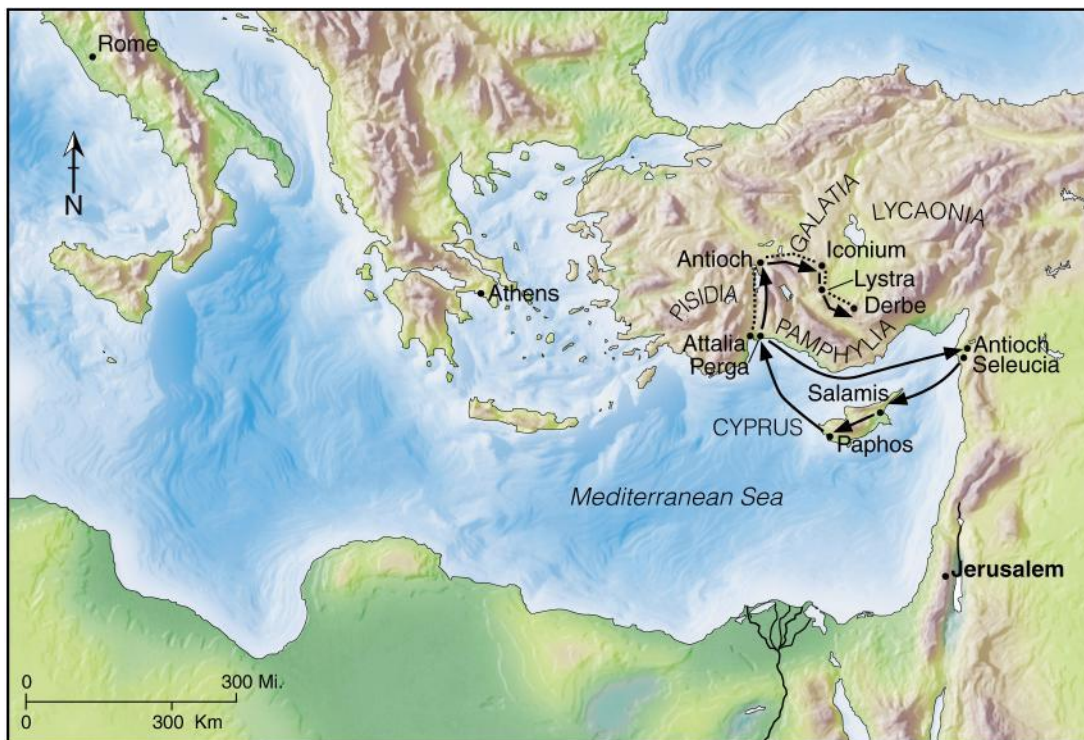 Rome
N
GALATIA
LYCAONIA
Antioch
Iconium
Lystra
Derbe
PISIDIA
Athens
PAMPHYLIA
Attalia
Perga
Antioch
Seleucia
Salamis
CYPRUS
Paphos
Mediterranean Sea
Jerusalem
0 300 Mi.
0 300 Km